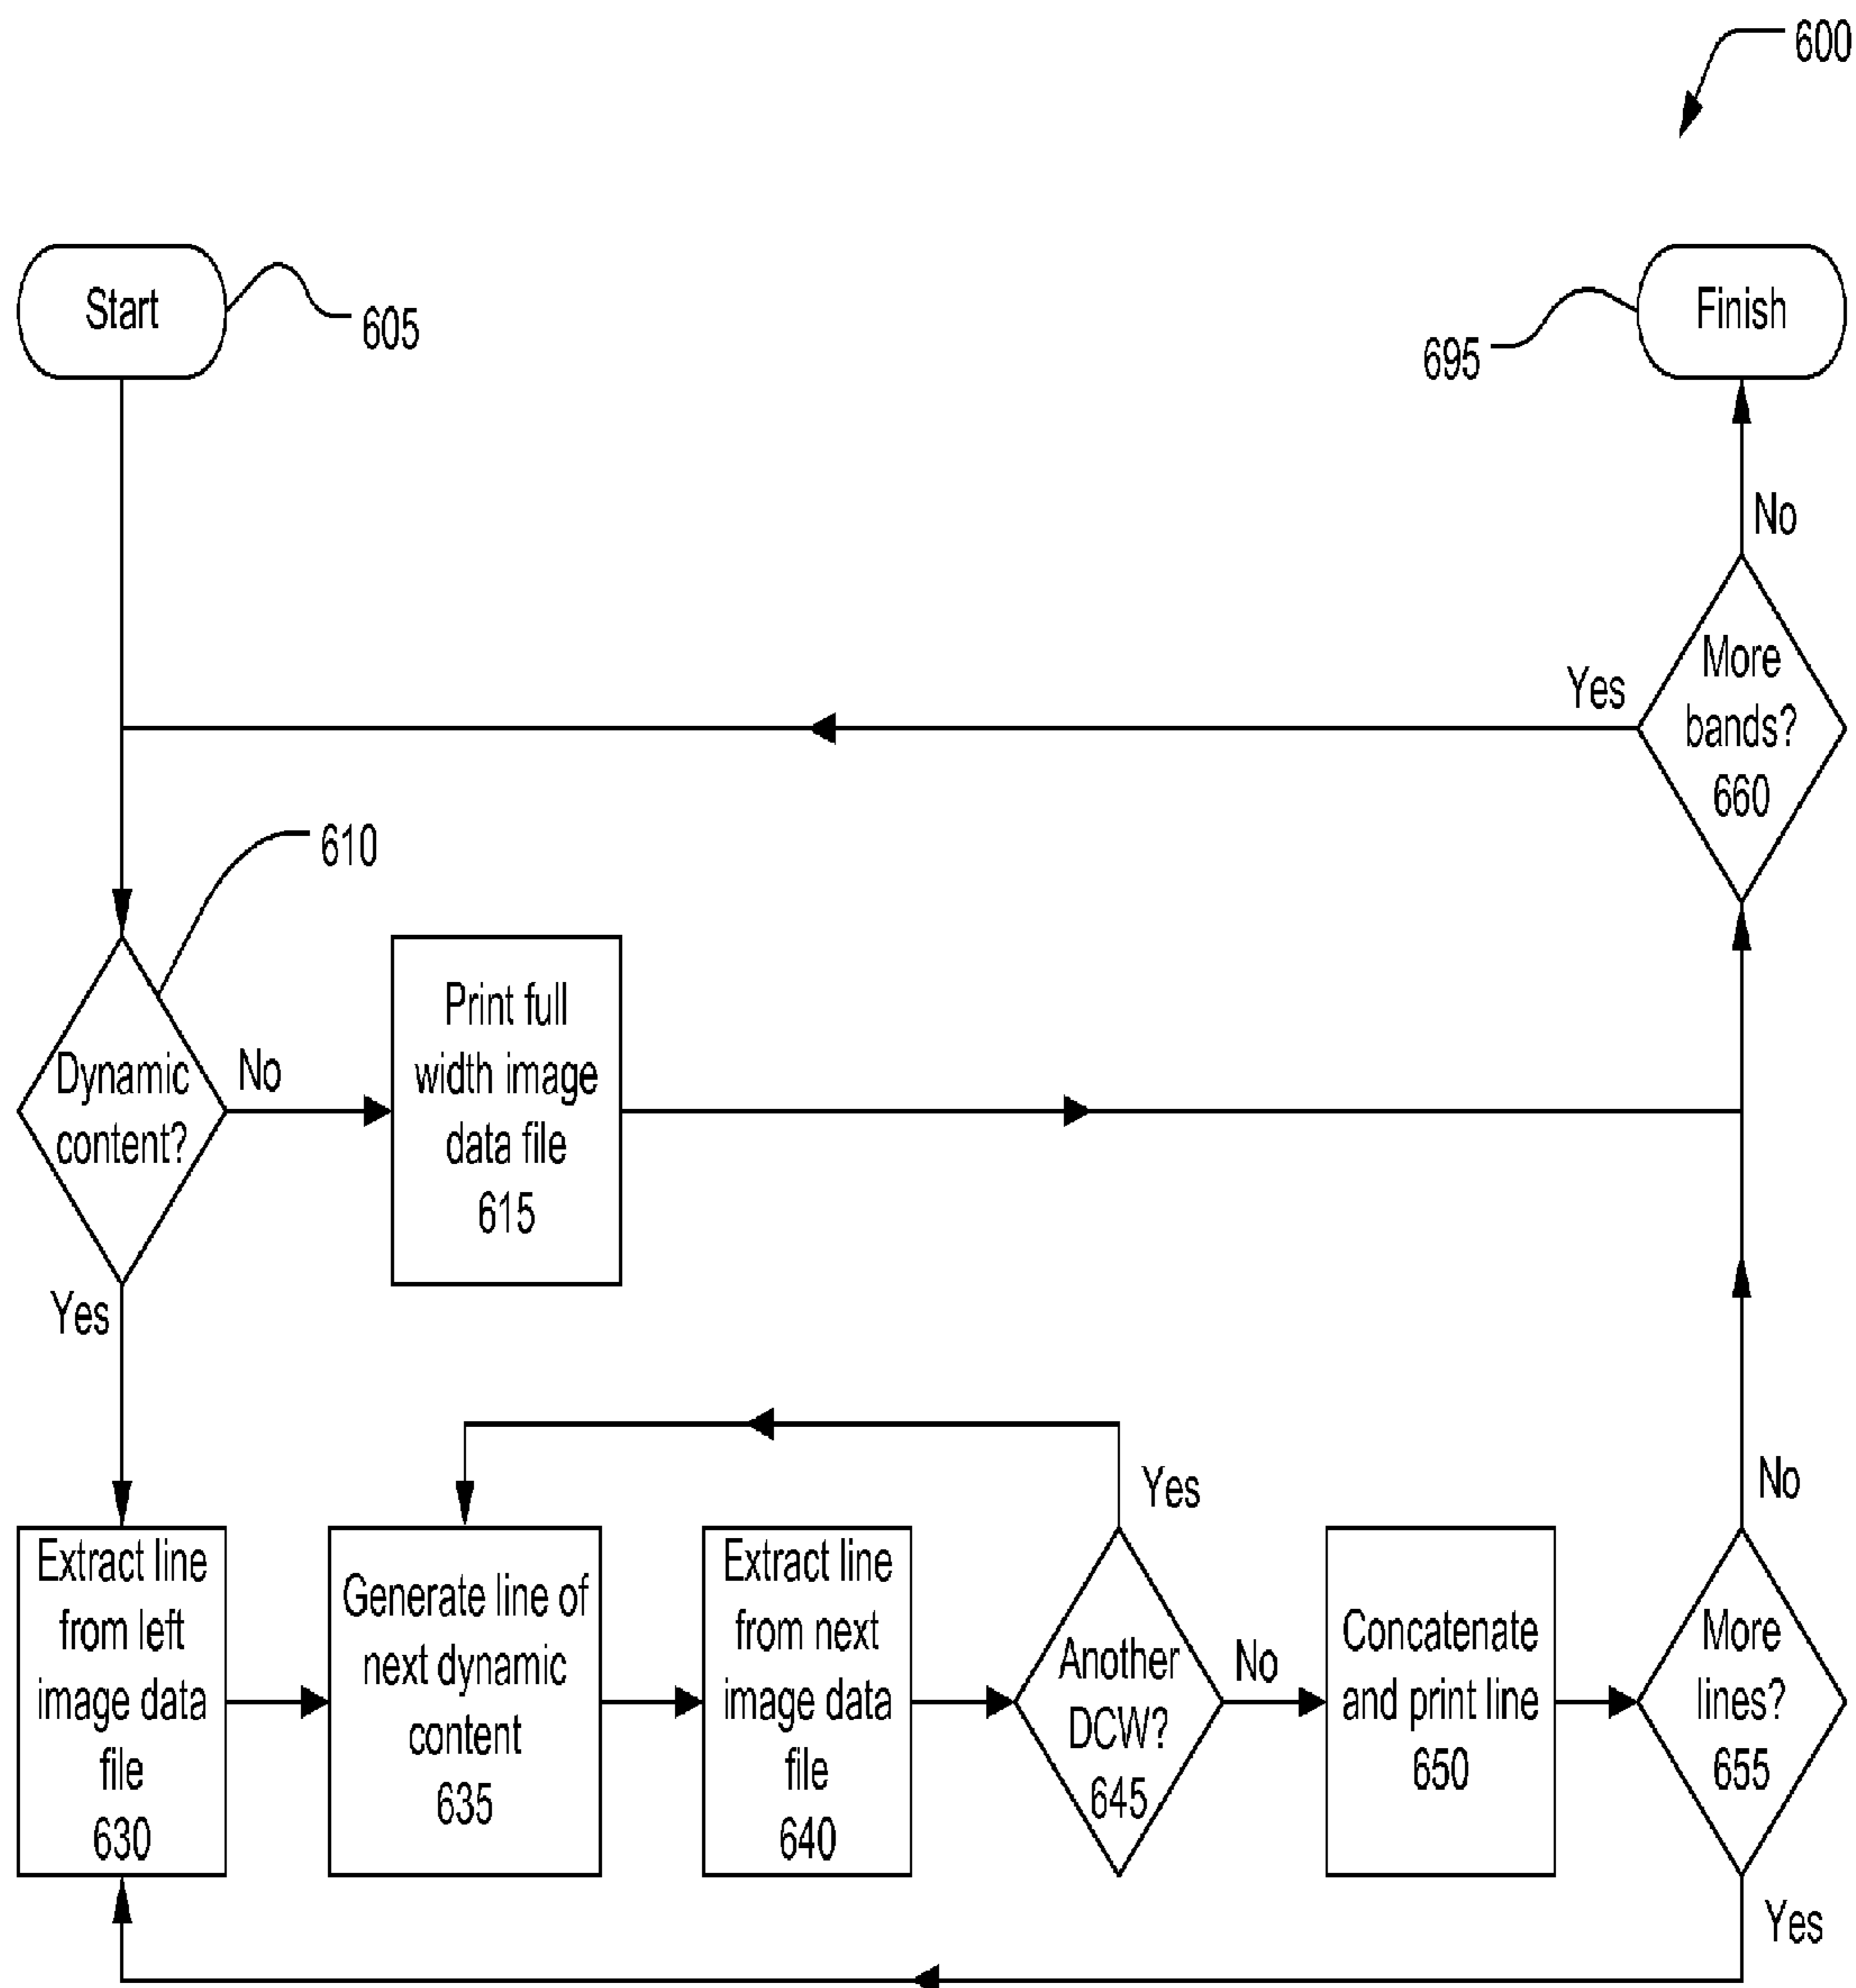 600
Start
605
Finish
695
No
More
bands?
660
Yes
610
Dynamic
content?
No
Print full
width image
data file
615
Yes
Yes
No
Extract line
from left
image data
file
630
Generate line of
next dynamic
content
635
Extract line
from next
image data
file
640
Another
DCW?
645
No
Concatenate
and print line
650
More
lines?
655
Yes